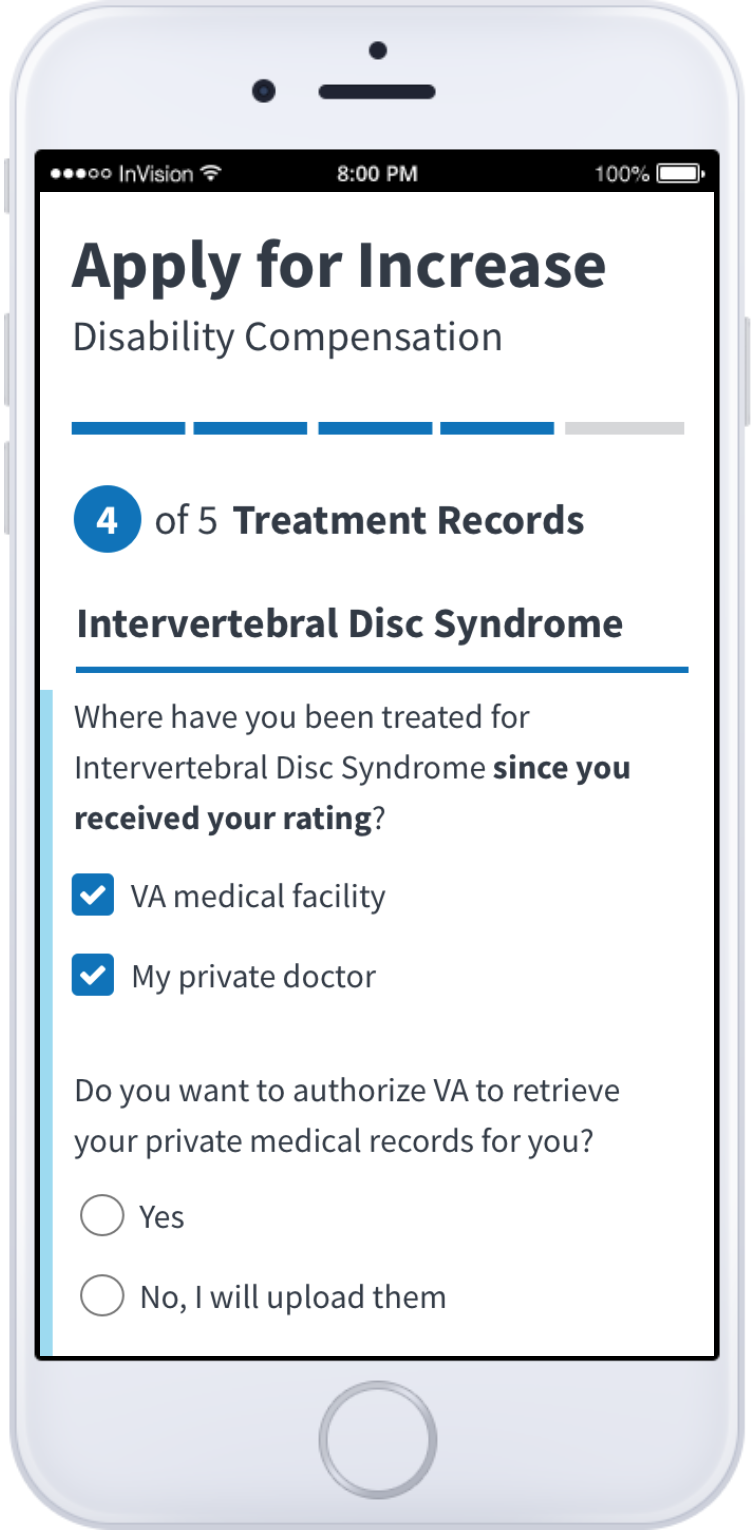 InVision 8:00 PM 100%
Apply for Increase
Disability Compensation
4 of 5 Treatment Records
Intervertebral Disc Syndrome
Where have you been treated for
Intervertebral Disc Syndrome since you
received your rating?
VA medical facility
My private doctor
Do you want to authorize VA to retrieve
your private medical records for you?
Yes
No, I will upload them